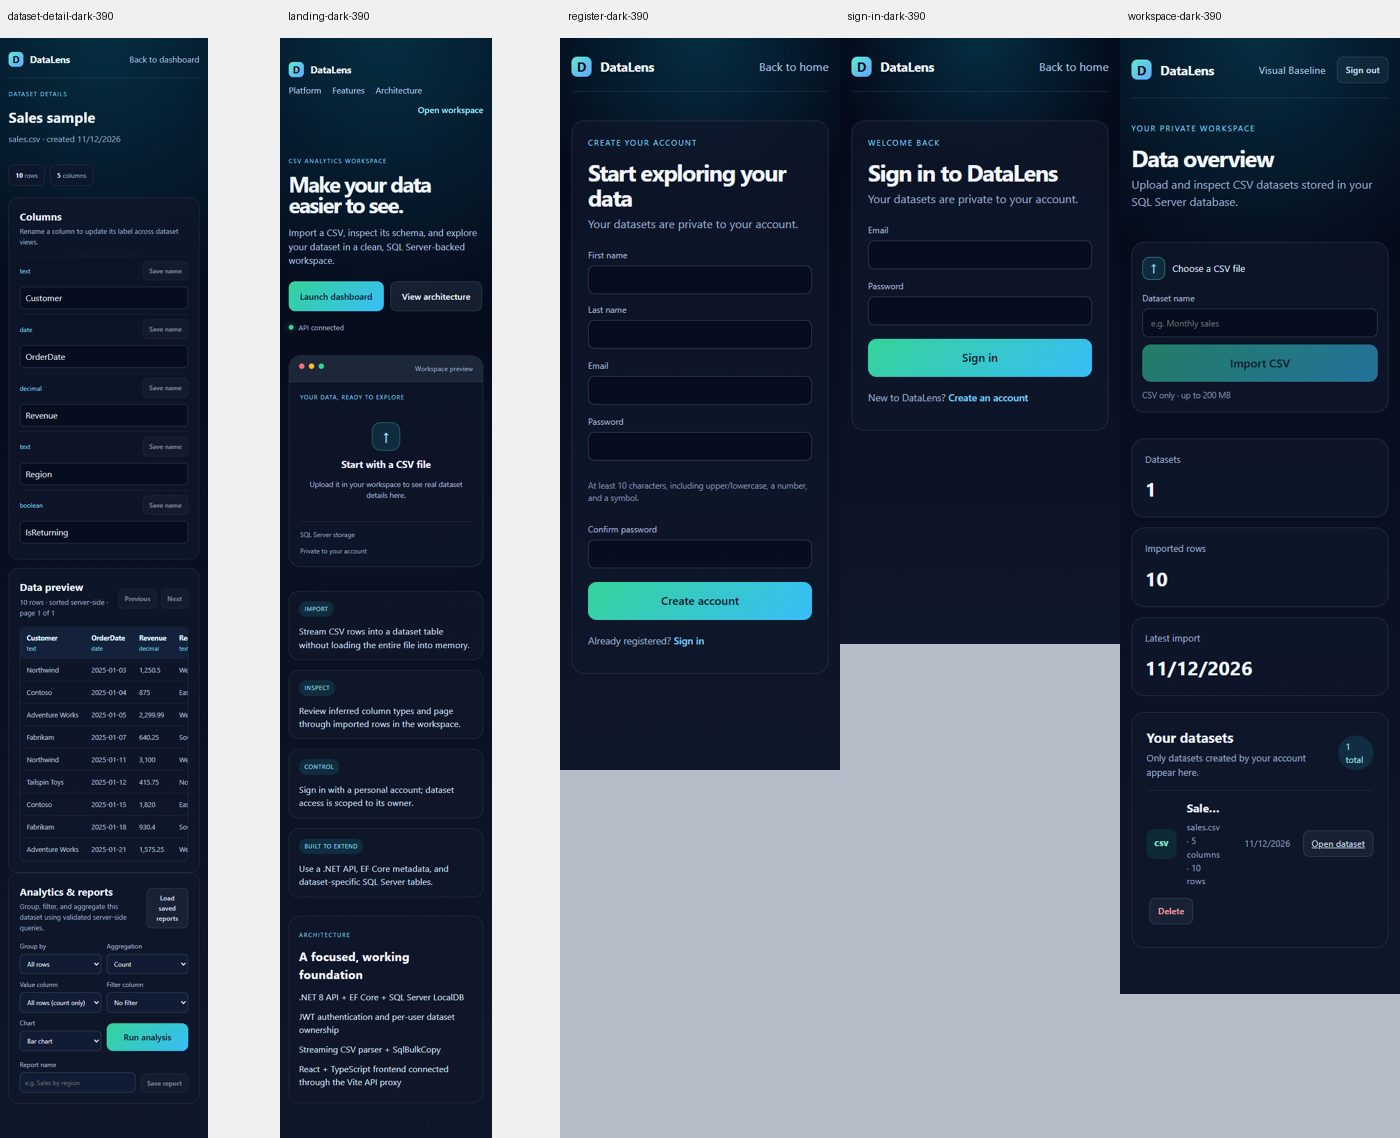 dataset-detail-dark-390
D DataLens Back to dashboard
DATASET DETAILS
Sales sample
sales.csv · created 11/12/2026
10 rows 5 columns
Columns
Rename a column to update its label across dataset
views.
text Save name
Customer
date Save name
OrderDate
decimal Save name
Revenue
text Save name
Region
boolean Save name
IsReturning
Data preview
10 rows · sorted server-side ·
page 1 of 1
Previous Next
Customer OrderDate Revenue Re
text date decimal tex
Northwind 2025-01-03 1,250.5 We
Contoso 2025-01-04 875 Eas
Adventure Works 2025-01-05 2,299.99 We
Fabrikam 2025-01-07 640.25 Sou
Northwind 2025-01-11 3,100 We
Tailspin Toys 2025-01-12 415.75 No
Contoso 2025-01-15 1,820 Eas
Fabrikam 2025-01-18 930.4 Sou
Adventure Works 2025-01-21 1,575.25 We
Analytics & reports
Group, filter, and aggregate this
dataset using validated server-side
queries.
Load
saved
reports
Group by Aggregation
All rows Count
Value column Filter column
All rows (count only) No filter
Chart
Bar chart Run analysis
Report name
e.g. Sales by region Save report
landing-dark-390
D DataLens
Platform Features Architecture
Open workspace
CSV ANALYTICS WORKSPACE
Make your data
easier to see.
Import a CSV, inspect its schema, and explore
your dataset in a clean, SQL Server-backed
workspace.
Launch dashboard View architecture
API connected
Workspace preview
YOUR DATA, READY TO EXPLORE
↑
Start with a CSV file
Upload it in your workspace to see real dataset
details here.
SQL Server storage
Private to your account
IMPORT
Stream CSV rows into a dataset table
without loading the entire file into memory.
INSPECT
Review inferred column types and page
through imported rows in the workspace.
CONTROL
Sign in with a personal account; dataset
access is scoped to its owner.
BUILT TO EXTEND
Use a .NET API, EF Core metadata, and
dataset-specific SQL Server tables.
ARCHITECTURE
A focused, working
foundation
.NET 8 API + EF Core + SQL Server LocalDB
JWT authentication and per-user dataset
ownership
Streaming CSV parser + SqlBulkCopy
React + TypeScript frontend connected
through the Vite API proxy
register-dark-390
D DataLens Back to home
CREATE YOUR ACCOUNT
Start exploring your
data
Your datasets are private to your account.
First name
Last name
Email
Password
At least 10 characters, including upper/lowercase, a number,
and a symbol.
Confirm password
Create account
Already registered? Sign in
sign-in-dark-390
D DataLens Back to home
WELCOME BACK
Sign in to DataLens
Your datasets are private to your account.
Email
Password
Sign in
New to DataLens? Create an account
workspace-dark-390
D DataLens Visual Baseline Sign out
YOUR PRIVATE WORKSPACE
Data overview
Upload and inspect CSV datasets stored in your
SQL Server database.
↑ Choose a CSV file
Dataset name
e.g. Monthly sales
Import CSV
CSV only · up to 200 MB
Datasets
1
Imported rows
10
Latest import
11/12/2026
Your datasets
Only datasets created by your account
appear here.
1
total
CSV
Sale...
sales.csv
· 5
columns
· 10
rows
11/12/2026
Open dataset
Delete